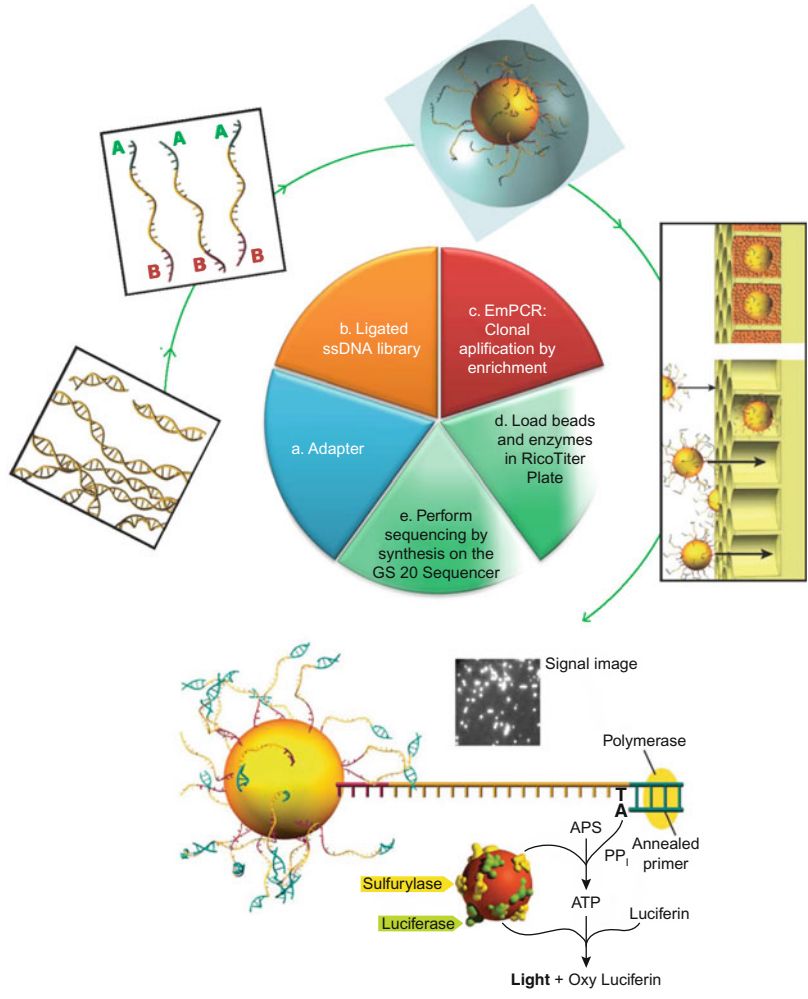 A
A
A
B
B
B
b. Ligated
ssDNA library
c. EmPCR:
Clonal
aplification by
enrichment
a. Adapter
d. Load beads
and enzymes
in RicoTiter
Plate
e. Perform
sequencing by
synthesis on the
GS 20 Sequencer
Signal image
Polymerase
T
A
Annealed
primer
APS
PPI
Sulfurylase
Luciferase
ATP
Luciferin
Light + Oxy Luciferin